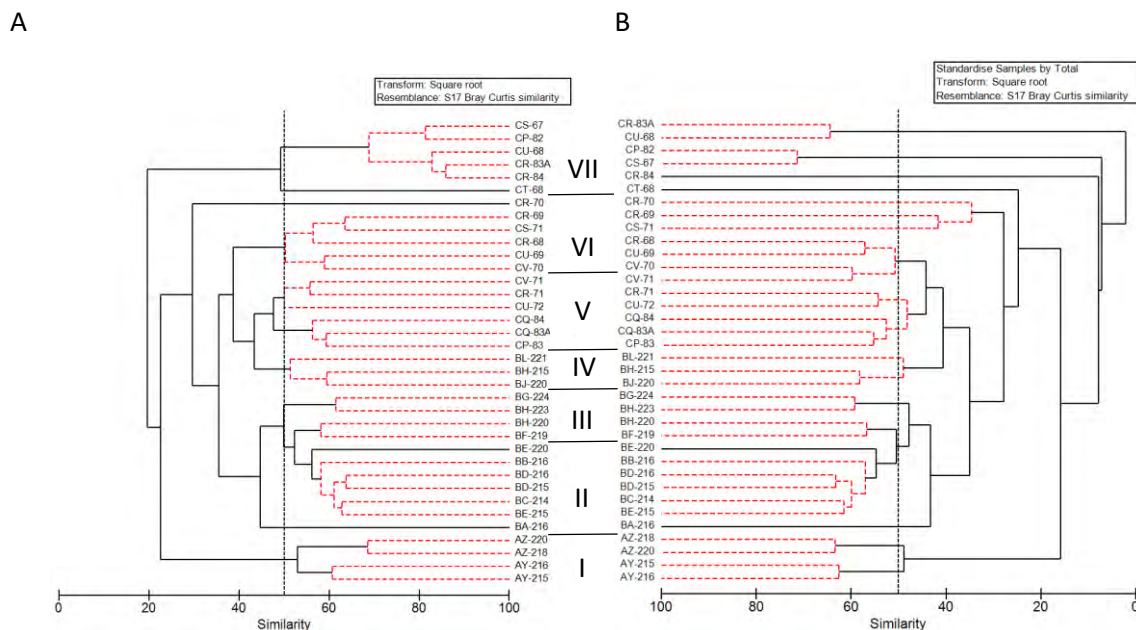 A
B
Transform: Square root
Resemblance: S17 Bray Curtis similarity
Standardise Samples by Total
Transform: Square root
Resemblance: S17 Bray Curtis similarity
CS-67
CP-82
CU-68
CR-83A
CR-84
CT-68
CR-70
CR-69
CS-71
CR-68
CU-69
CV-70
CV-71
CR-71
CU-72
CQ-84
CQ-83A
CP-83
BL-221
BH-215
BJ-220
BG-224
BH-223
BH-220
BF-219
BE-220
BB-216
BD-216
BD-215
BC-214
BE-215
BA-216
AZ-220
AZ-218
AY-216
AY-215
0 20 40 60 80 100
Similarity
VII
VI
V
IV
III
II
I
CR-83A
CU-68
CP-82
CS-67
CR-84
CT-68
CR-70
CR-69
CS-71
CR-68
CU-69
CV-70
CV-71
CR-71
CU-72
CQ-84
CQ-83A
CP-83
BL-221
BH-215
BJ-220
BG-224
BH-223
BH-220
BF-219
BE-220
BB-216
BD-216
BD-215
BC-214
BE-215
BA-216
AZ-218
AZ-220
AY-215
AY-216
100 80 60 40 20 0
Similarity